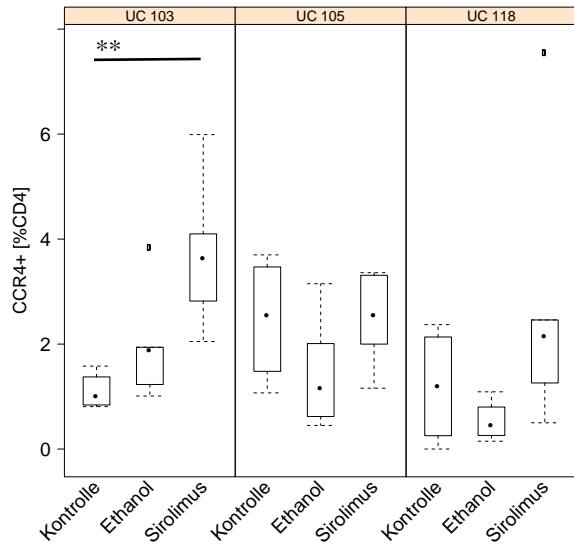 UC 103 UC 105 UC 118
**
6
4
2
0
CCR4+ [%CD4]
Kontrolle Ethanol Sirolimus Kontrolle Ethanol Sirolimus Kontrolle Ethanol Sirolimus